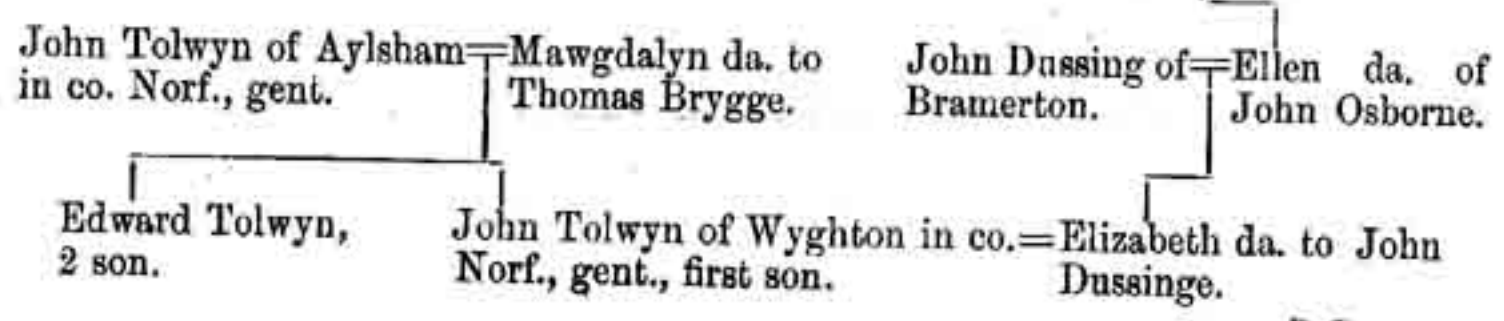 John Tolwyn of Aylsham=Mawgdalyn da. to
in co. Norf., gent.
Thomas Brygge.
John Dussing of=Ellen da. of
Bramerton.
John Osborne.
Edward Tolwyn,
2 son.
John Tolwyn of Wyghton in co.=Elizabeth da. to John
Norf., gent., first son.
Dussinge.